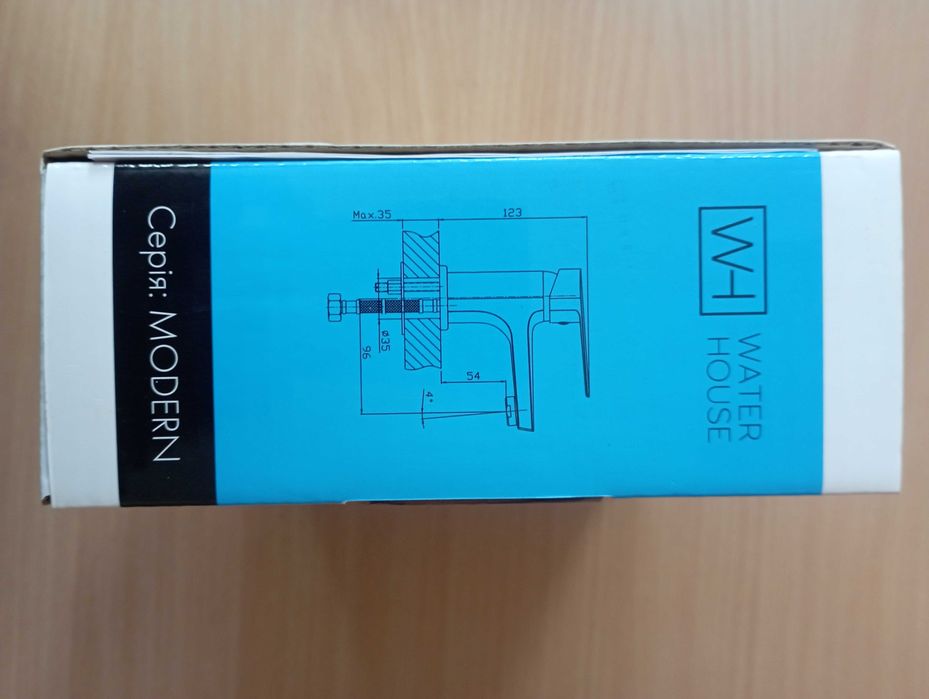 WH
WATER
HOUSE
Max.35
123
ø35
96
54
4°
Серія: MODERN